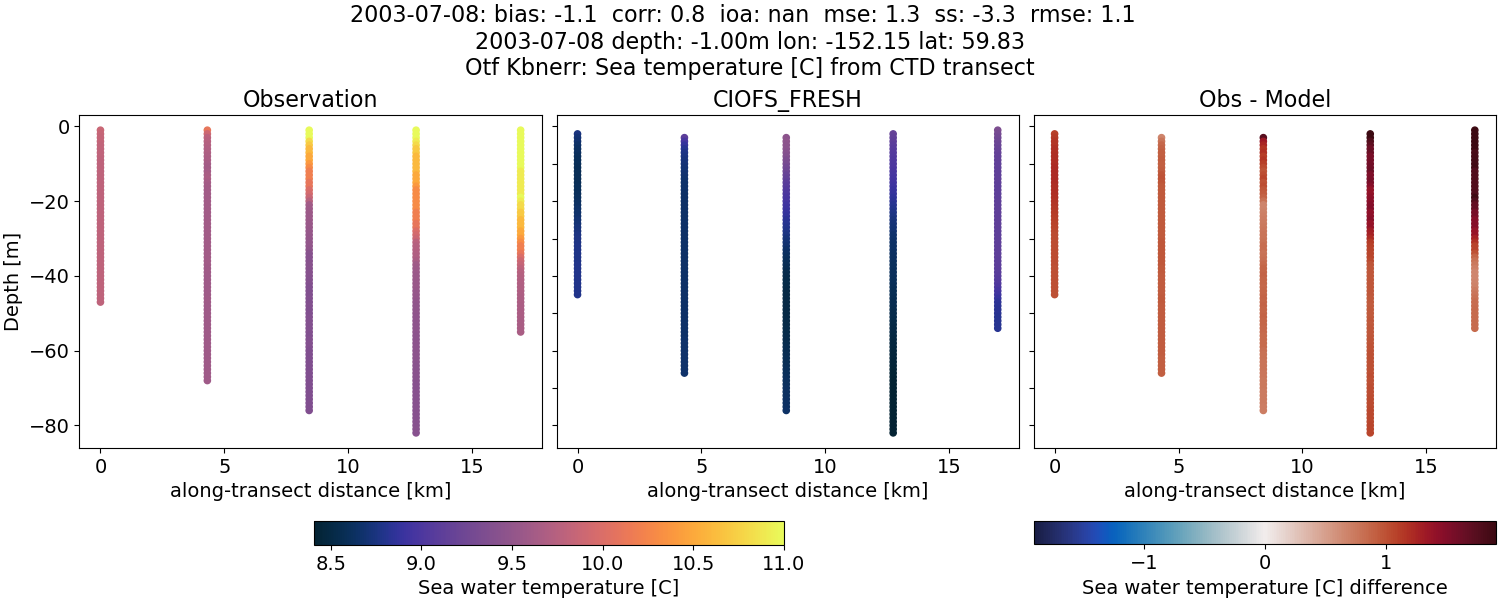 2003-07-08: bias: -1.1  corr: 0.8  ioa: nan  mse: 1.3  ss: -3.3  rmse: 1.1
2003-07-08 depth: -1.00m lon: -152.15 lat: 59.83
Otf Kbnerr: Sea temperature [C] from CTD transect
Observation
CIOFS_FRESH
Obs - Model
Depth [m]
0
−20
−40
−60
−80
0 5 10 15
0 5 10 15
0 5 10 15
along-transect distance [km]
along-transect distance [km]
along-transect distance [km]
8.5 9.0 9.5 10.0 10.5 11.0
Sea water temperature [C]
−1 0 1
Sea water temperature [C] difference